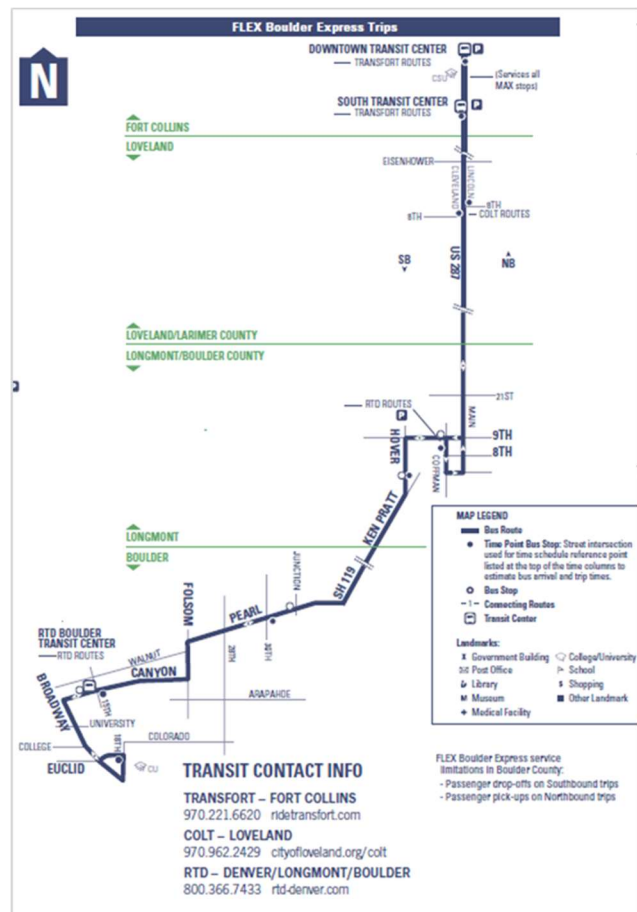 FLEX Boulder Express Trips
N
DOWNTOWN TRANSIT CENTER
P
TRANSFORT ROUTES
CSU
(Services all
MAX stops)
SOUTH TRANSIT CENTER
P
TRANSFORT ROUTES
FORT COLLINS
LOVELAND
EISENHOWER
CLEVELAND
LINCOLN
8TH
COLT ROUTES
8TH
SB
US 287
NB
LOVELAND/LARIMER COUNTY
LONGMONT/BOULDER COUNTY
P
21ST
RTD ROUTES
P
MAIN
9TH
8TH
HOVER
COFFMAN
KEN PRATT
LONGMONT
BOULDER
SH 119
JUNCTION
FOLSOM
PEARL
30TH
28TH
RTD BOULDER
TRANSIT CENTER
RTD ROUTES
WALNUT
CANYON
BROADWAY
15TH
ARAPAHOE
UNIVERSITY
COLORADO
COLLEGE
18TH
EUCLID
CU
MAP LEGEND
Bus Route
Time Point Bus Stop: Street intersection
used for time schedule reference point
listed at the top of the time columns to
estimate bus arrival and trip times.
Bus Stop
1 Connecting Routes
Transit Center
Landmarks:
Government Building
College/University
Post Office
School
Library
$ Shopping
M Museum
Other Landmark
Medical Facility
TRANSIT CONTACT INFO
TRANSFORT – FORT COLLINS
970.221.6620 ridetransfort.com
COLT – LOVELAND
970.962.2429 cityofloveland.org/colt
RTD – DENVER/LONGMONT/BOULDER
800.366.7433 rtd-denver.com
FLEX Boulder Express service
limitations in Boulder County:
- Passenger drop-offs on Southbound trips
- Passenger pick-ups on Northbound trips